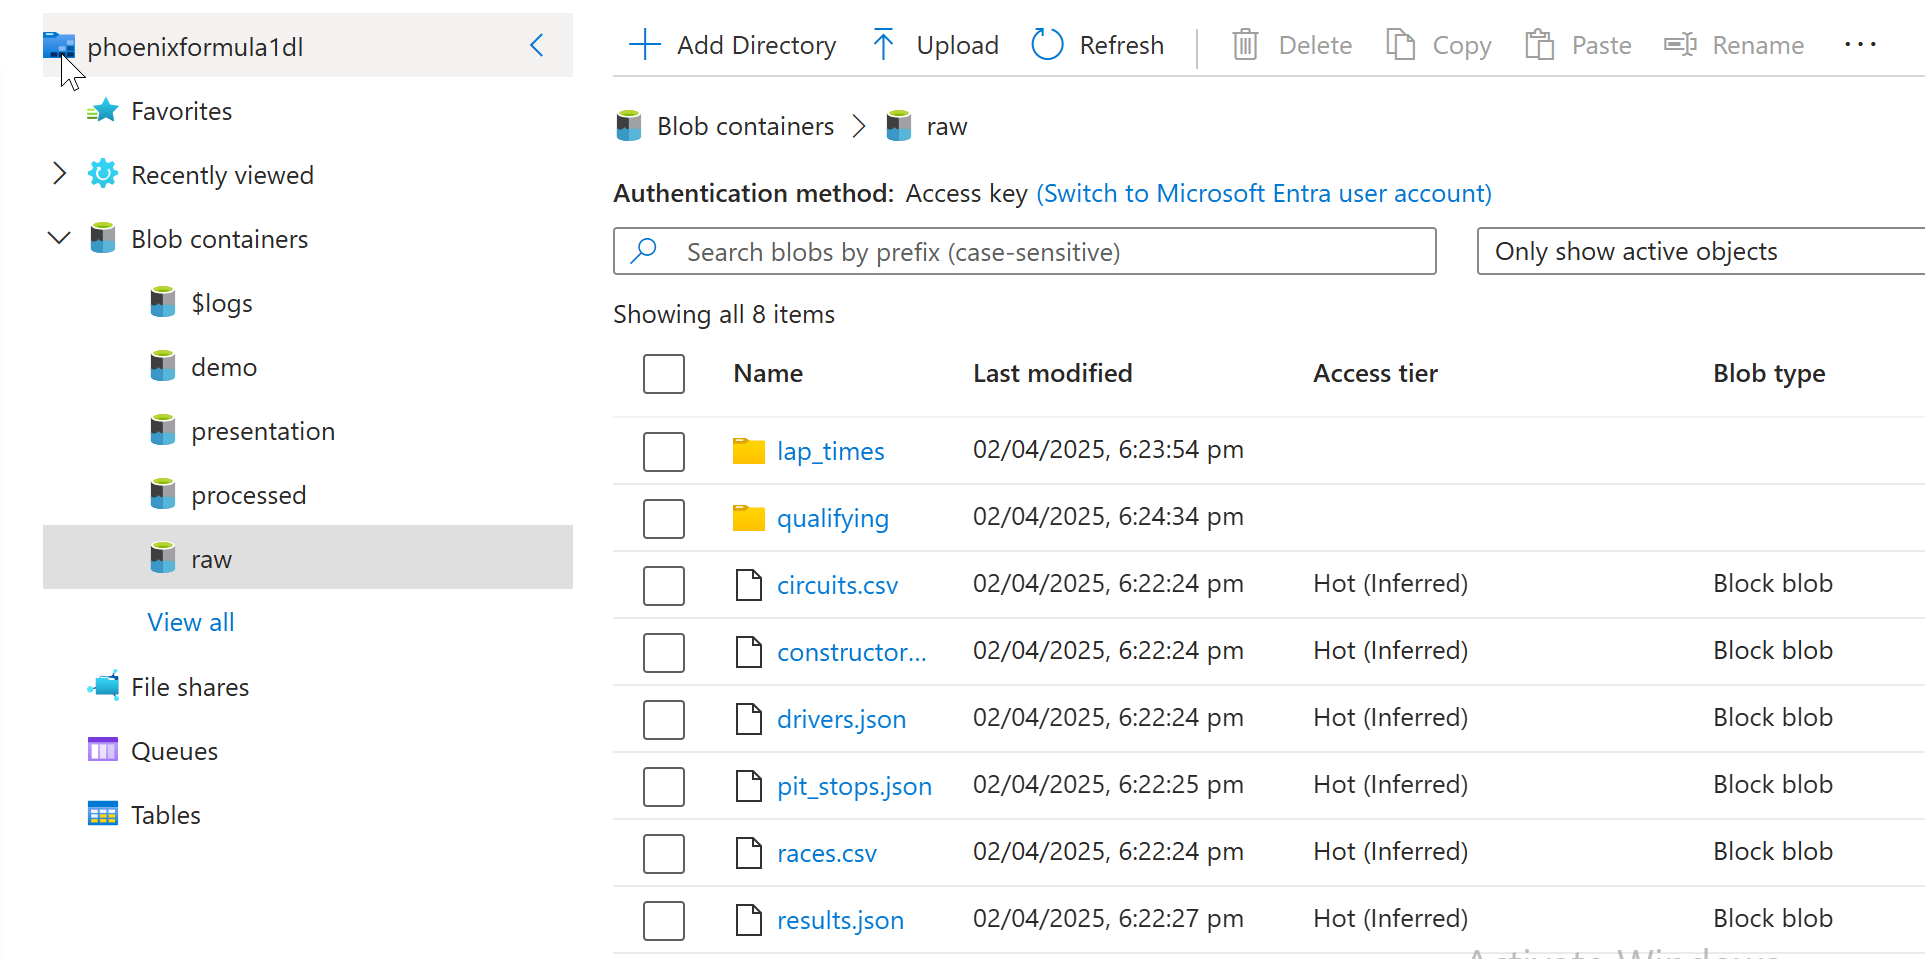 phoenixformula1dl
Favorites
Recently viewed
Blob containers
$logs
demo
presentation
processed
raw
View all
File shares
Queues
Tables
Add Directory Upload Refresh Delete Copy Paste Rename ...
Blob containers > raw
Authentication method: Access key (Switch to Microsoft Entra user account)
Search blobs by prefix (case-sensitive) Only show active objects
Showing all 8 items
Name Last modified Access tier Blob type
lap_times 02/04/2025, 6:23:54 pm
qualifying 02/04/2025, 6:24:34 pm
circuits.csv 02/04/2025, 6:22:24 pm Hot (Inferred) Block blob
constructor... 02/04/2025, 6:22:24 pm Hot (Inferred) Block blob
drivers.json 02/04/2025, 6:22:24 pm Hot (Inferred) Block blob
pit_stops.json 02/04/2025, 6:22:25 pm Hot (Inferred) Block blob
races.csv 02/04/2025, 6:22:24 pm Hot (Inferred) Block blob
results.json 02/04/2025, 6:22:27 pm Hot (Inferred) Block blob
Activate Windows